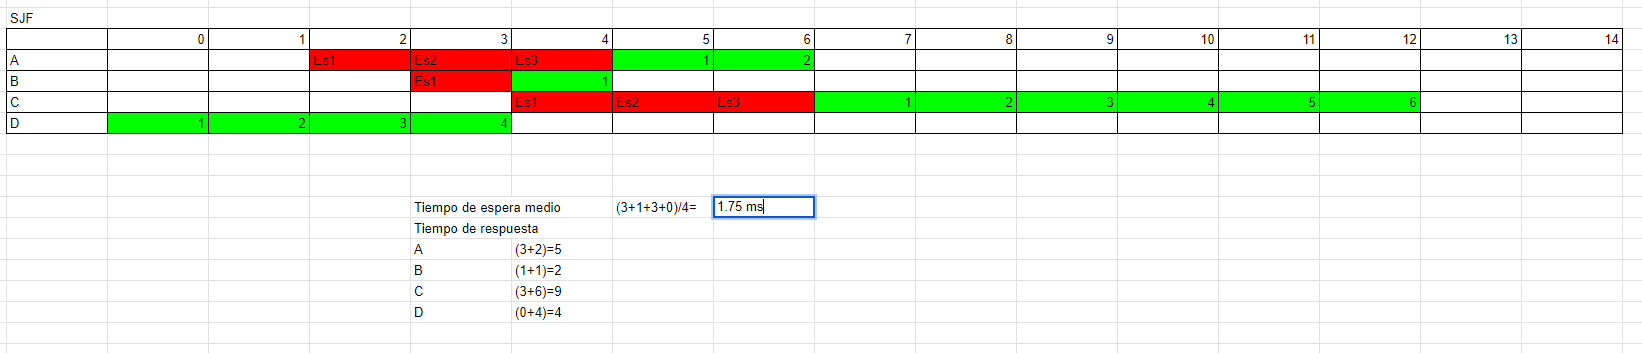 SJF
0 1 2 3 4 5 6 7 8 9 10 11 12 13 14
A Es1 Es2 Es3 1 2
B Es1 1
C Es1 Es2 Es3 1 2 3 4 5 6
D 1 2 3 4
Tiempo de espera medio (3+1+3+0)/4= 1.75 ms
Tiempo de respuesta
A (3+2)=5
B (1+1)=2
C (3+6)=9
D (0+4)=4